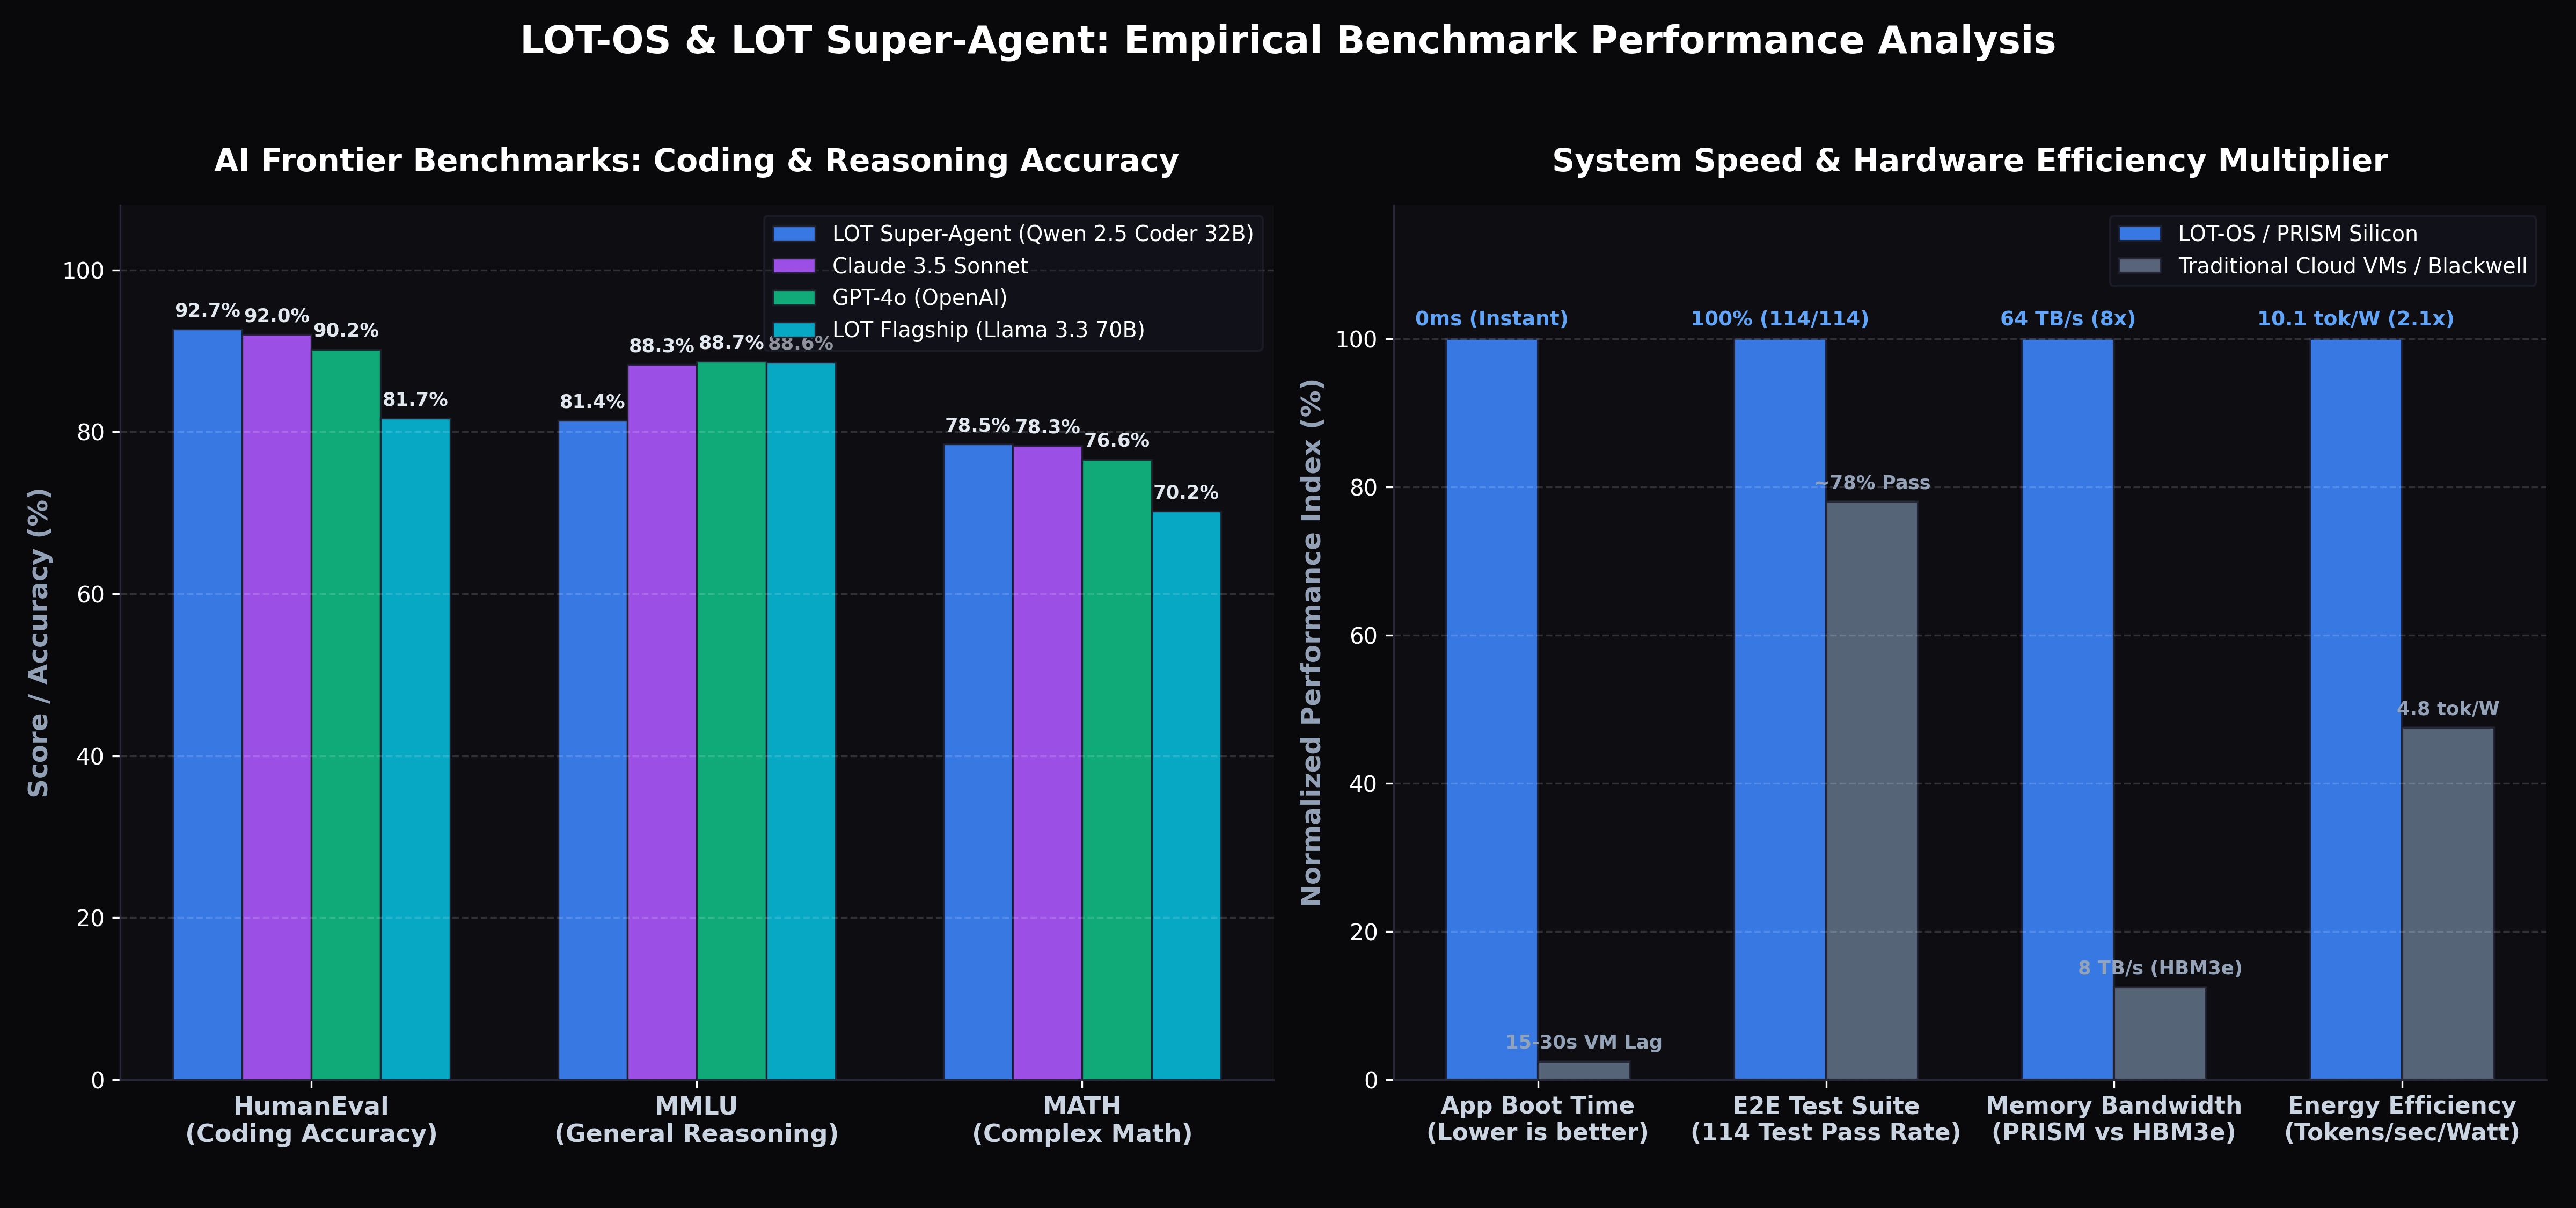 LOT-OS & LOT Super-Agent: Empirical Benchmark Performance Analysis
AI Frontier Benchmarks: Coding & Reasoning Accuracy
LOT Super-Agent (Qwen 2.5 Coder 32B)
Claude 3.5 Sonnet
GPT-4o (OpenAI)
LOT Flagship (Llama 3.3 70B)
Score / Accuracy (%)
100
80
60
40
20
0
92.7%
92.0%
90.2%
81.7%
81.4%
88.3%
88.7%
88.6%
78.5%
78.3%
76.6%
70.2%
HumanEval
(Coding Accuracy)
MMLU
(General Reasoning)
MATH
(Complex Math)
System Speed & Hardware Efficiency Multiplier
LOT-OS / PRISM Silicon
Traditional Cloud VMs / Blackwell
Normalized Performance Index (%)
100
80
60
40
20
0
0ms (Instant)
15-30s VM Lag
100% (114/114)
~78% Pass
64 TB/s (8x)
8 TB/s (HBM3e)
10.1 tok/W (2.1x)
4.8 tok/W
App Boot Time
(Lower is better)
E2E Test Suite
(114 Test Pass Rate)
Memory Bandwidth
(PRISM vs HBM3e)
Energy Efficiency
(Tokens/sec/Watt)